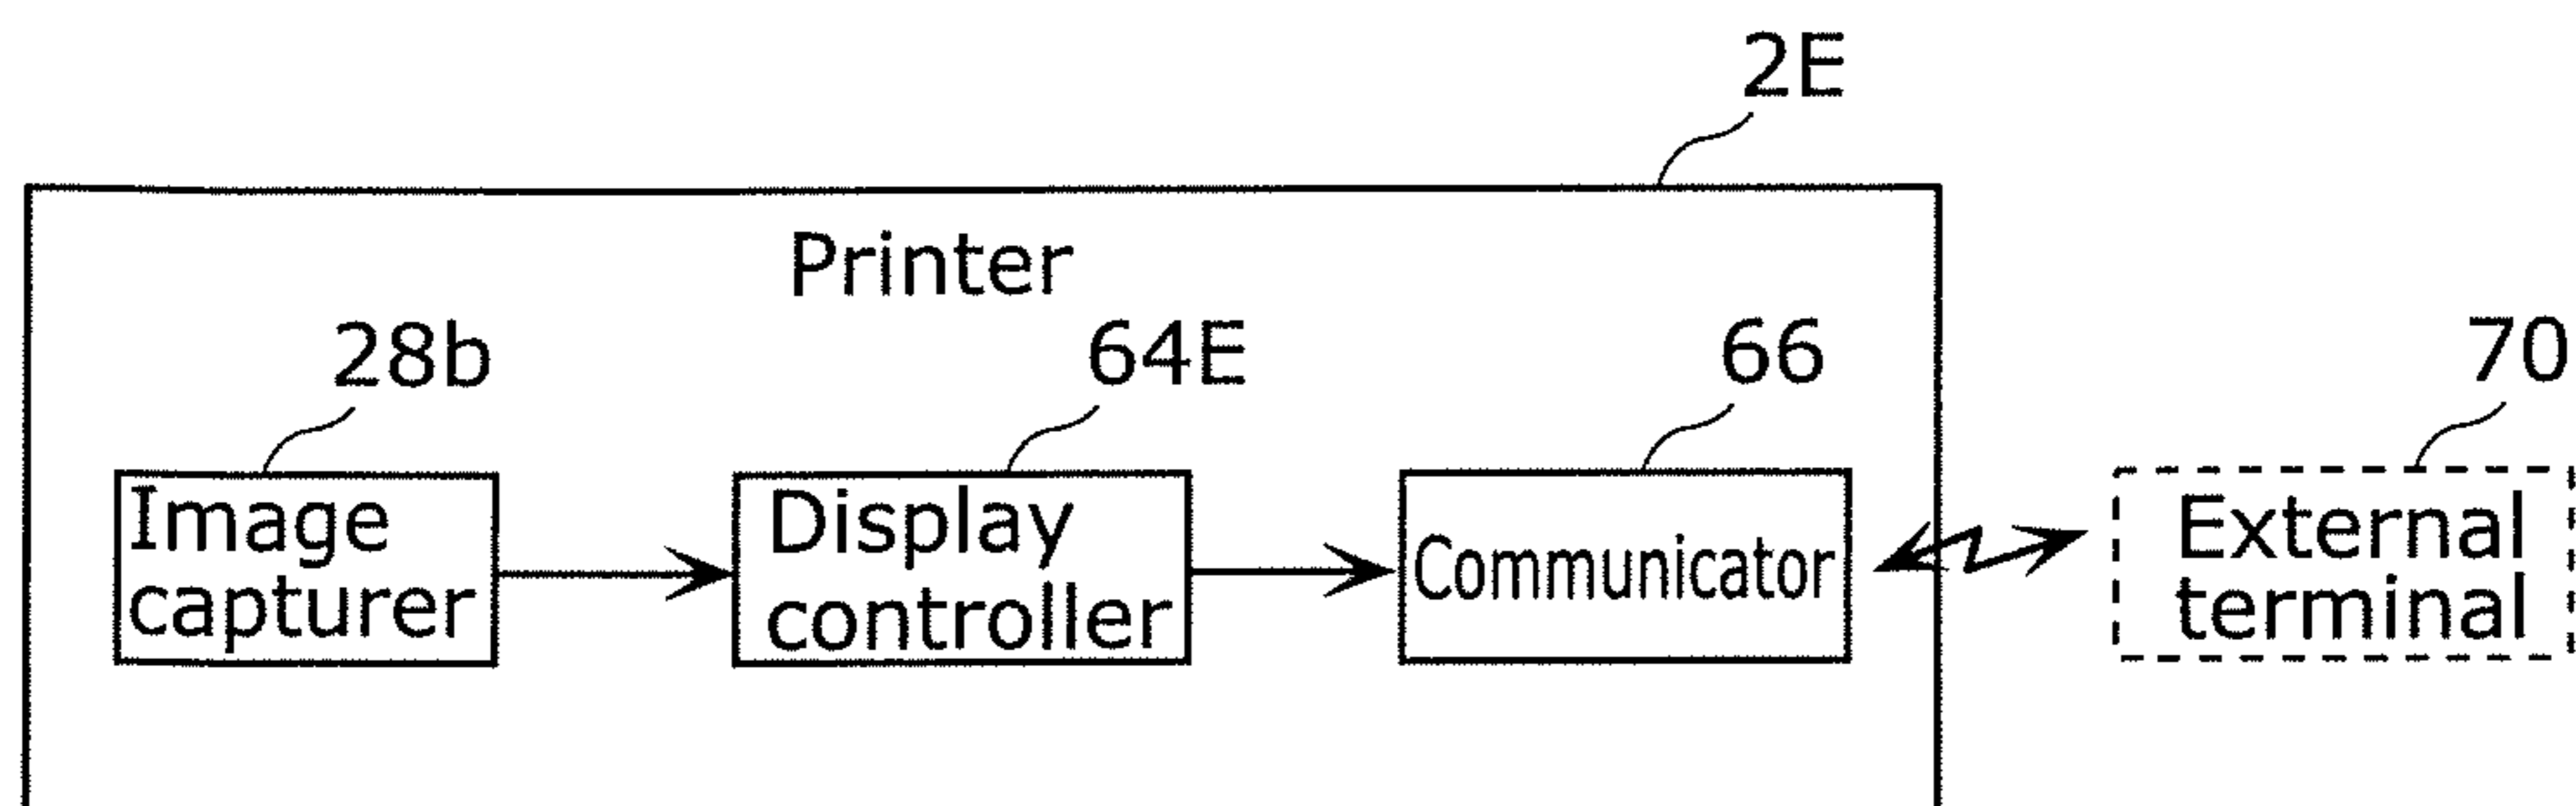 2E
Printer
28b
64E
66
70
Image
capturer
Display
controller
Communicator
External
terminal